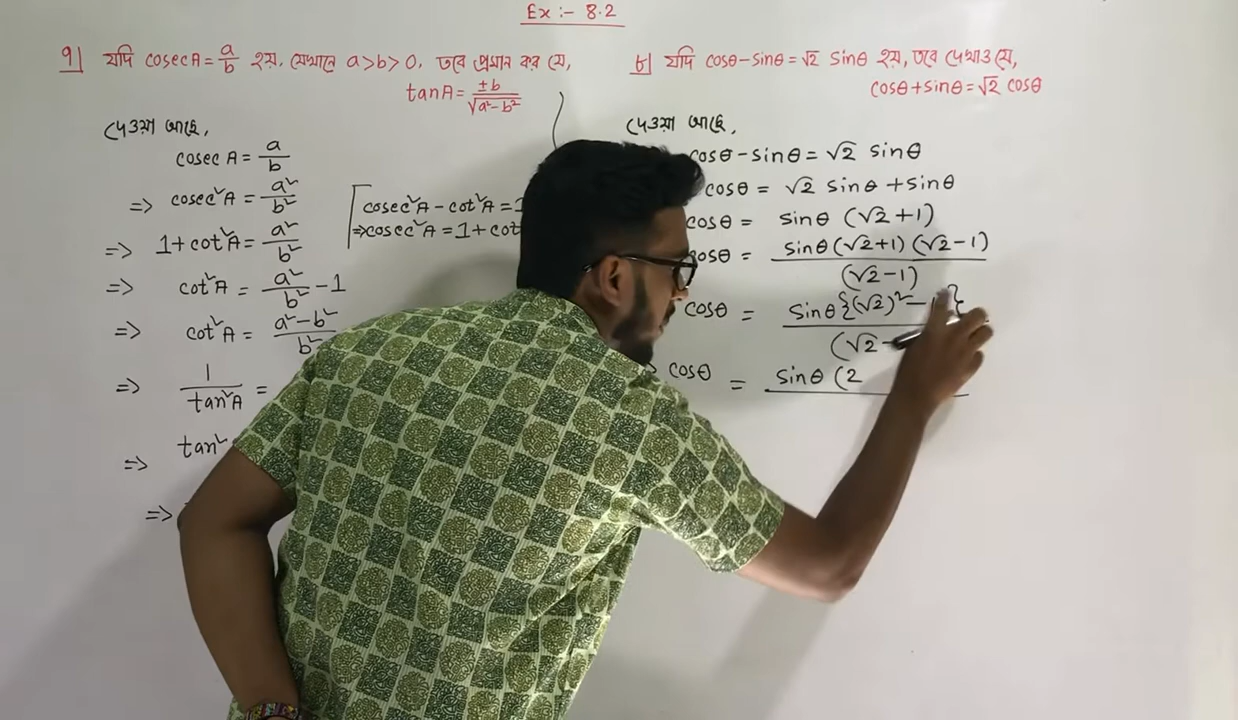 Ex :- 8.2
৭| যদি cosecA = a/b হয়, যেখানে a>b>0, তবে প্রমান কর যে,
tanA = ±b/√(a²-b²)
দেওয়া আছে,
cosec A = a/b
=> cosec²A = a²/b²
=> 1+cot²A = a²/b²
=> cot²A = a²/b² - 1
=> cot²A = a²-b²
=> 1/tan²A =
=> tan²
=>
cosec²A - cot²A =
=>cosec²A = 1+cot
৮| যদি cosθ-sinθ = √2 sinθ হয়, তবে দেখাও যে,
cosθ+sinθ = √2 cosθ
দেওয়া আছে,
cosθ - sinθ = √2 sinθ
cosθ = √2 sinθ + sinθ
cosθ = sinθ (√2+1)
cosθ = sinθ(√2+1) (√2-1)/(√2-1)
cosθ = sinθ{(√2)² - }/(√2-
cosθ = sinθ (2